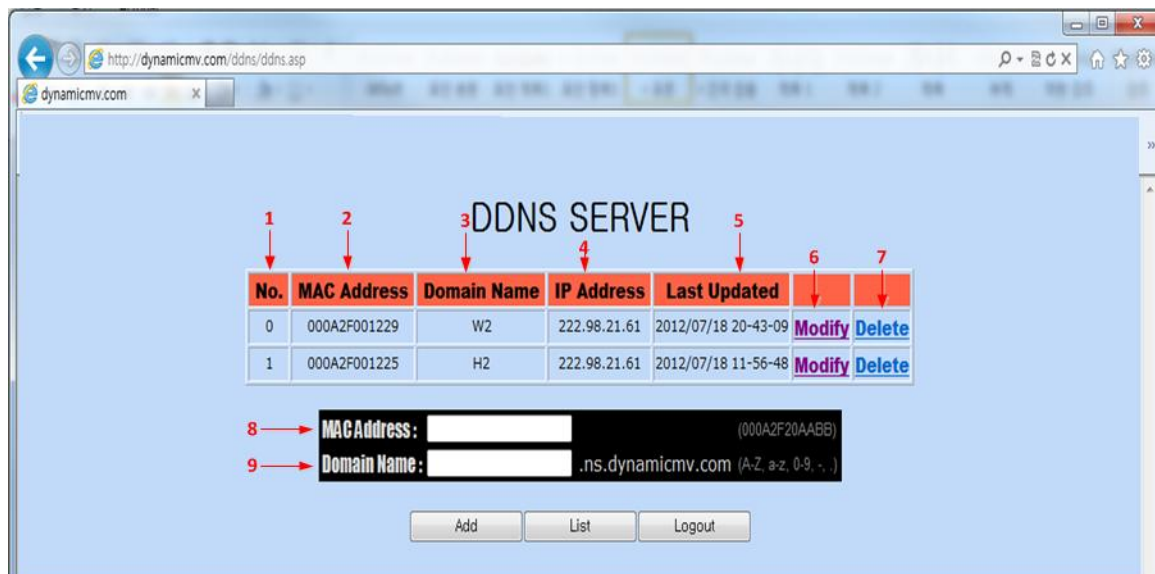 http://dynamicmv.com/ddns/ddns.asp
dynamicmv.com
DDNS SERVER
1 2 3 4 5 6 7
No. MAC Address Domain Name IP Address Last Updated
0 000A2F001229 W2 222.98.21.61 2012/07/18 20-43-09 Modify Delete
1 000A2F001225 H2 222.98.21.61 2012/07/18 11-56-48 Modify Delete
8 MAC Address : (000A2F20AABB)
9 Domain Name : .ns.dynamicmv.com (A-Z, a-z, 0-9, -, .)
Add List Logout